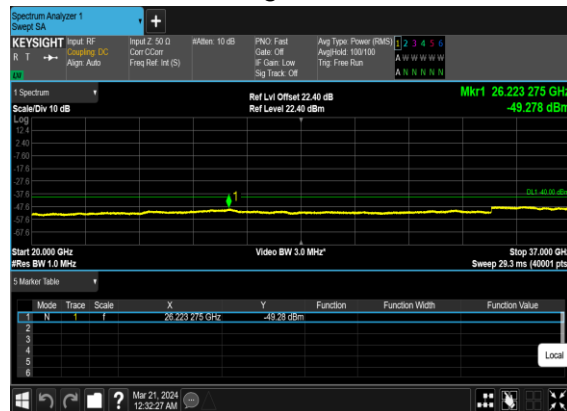 Spectrum Analyzer 1
Swept SA
+
KEYSIGHT Input: RF Input Z: 50 Ω #Atten: 10 dB PNO: Fast Avg Type: Power (RMS) 1 2 3 4 5 6
R T Coupling: DC Corr CCorr Gate: Off Avg|Hold: 100/100 A W W W W W
Align: Auto Freq Ref: Int (S) IF Gain: Low Trig: Free Run
LW Sig Track: Off A N N N N N
1 Spectrum Ref Lvl Offset 22.40 dB Mkr1 26.223 275 GHz
Scale/Div 10 dB Ref Level 22.40 dBm -49.278 dBm
Log
12.4
2.40
-7.60
-17.6
-27.6
-37.6 1 DL1 -40.00 dBm
-47.6
-57.6
-67.6
Start 20.000 GHz Video BW 3.0 MHz* Stop 37.000 GHz
#Res BW 1.0 MHz Sweep 29.3 ms (40001 pts)
5 Marker Table
Mode Trace Scale X Y Function Function Width Function Value
1 N 1 f 26.223 275 GHz -49.28 dBm
2
3
4
5
6
Local
? Mar 21, 2024
12:32:27 AM